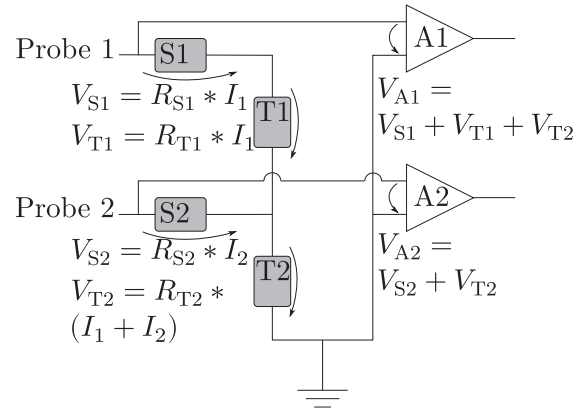 Probe 1
S1
A1
V_S1 = R_S1 * I_1
V_T1 = R_T1 * I_1
T1
V_A1 =
V_S1 + V_T1 + V_T2
Probe 2
S2
A2
V_S2 = R_S2 * I_2
V_T2 = R_T2 *
(I_1 + I_2)
T2
V_A2 =
V_S2 + V_T2